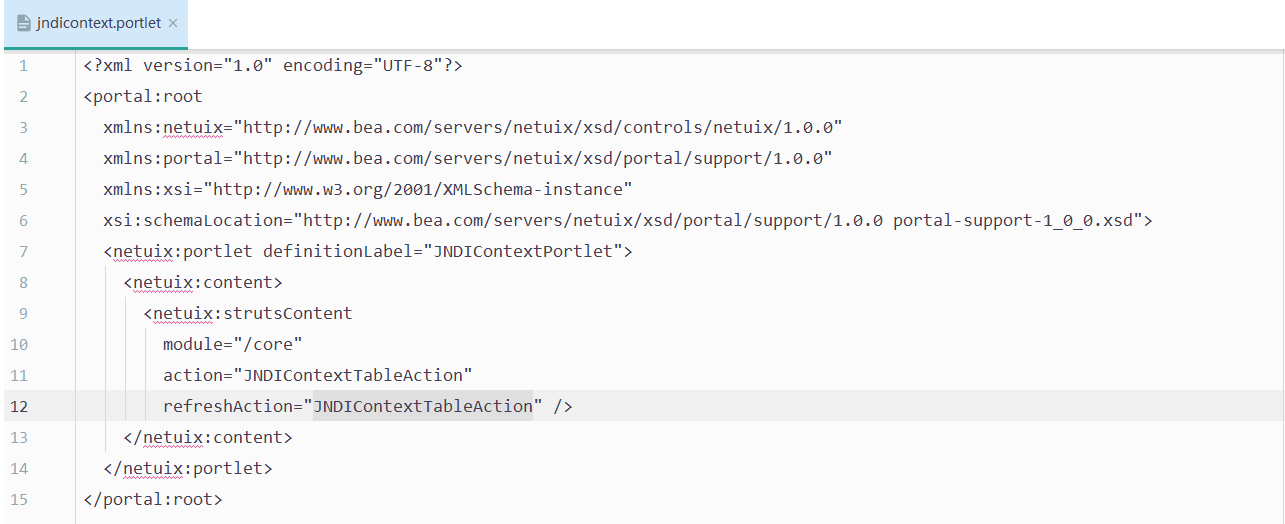 jndicontext.portlet ×
1 <?xml version="1.0" encoding="UTF-8"?>
2 <portal:root
3 xmlns:netuix="http://www.bea.com/servers/netuix/xsd/controls/netuix/1.0.0"
4 xmlns:portal="http://www.bea.com/servers/netuix/xsd/portal/support/1.0.0"
5 xmlns:xsi="http://www.w3.org/2001/XMLSchema-instance"
6 xsi:schemaLocation="http://www.bea.com/servers/netuix/xsd/portal/support/1.0.0 portal-support-1_0_0.xsd">
7 <netuix:portlet definitionLabel="JNDIContextPortlet">
8 <netuix:content>
9 <netuix:strutsContent
10 module="/core"
11 action="JNDIContextTableAction"
12 refreshAction="JNDIContextTableAction" />
13 </netuix:content>
14 </netuix:portlet>
15 </portal:root>